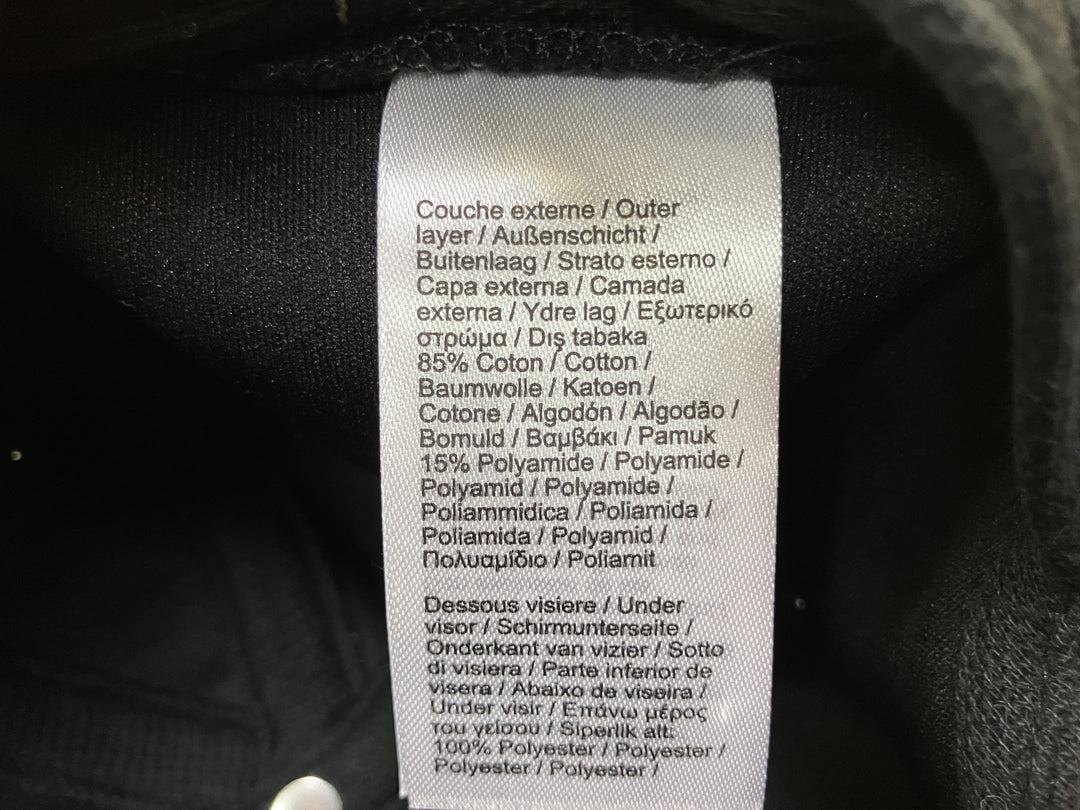 Couche externe / Outer
layer / Außenschicht /
Buitenlaag / Strato esterno /
Capa externa / Camada
externa / Ydre lag / Εξωτερικό
στρώμα / Dış tabaka
85% Coton / Cotton /
Baumwolle / Katoen /
Cotone / Algodón / Algodão /
Bomuld / Βαμβάκι / Pamuk
15% Polyamide / Polyamide /
Polyamid / Polyamide /
Poliammidica / Poliamida /
Poliamida / Polyamid /
Πολυαμίδιο / Poliamit
Dessous visiere / Under
visor / Schirmunterseite /
Onderkant van vizier / Sotto
di visiera / Parte inferior de
visera / Abaixo de viseira /
Under visir / Επάνω μέρος
του γείσου / Siperlik alt:
100% Polyester / Polyester /
Polyester / Polyester /